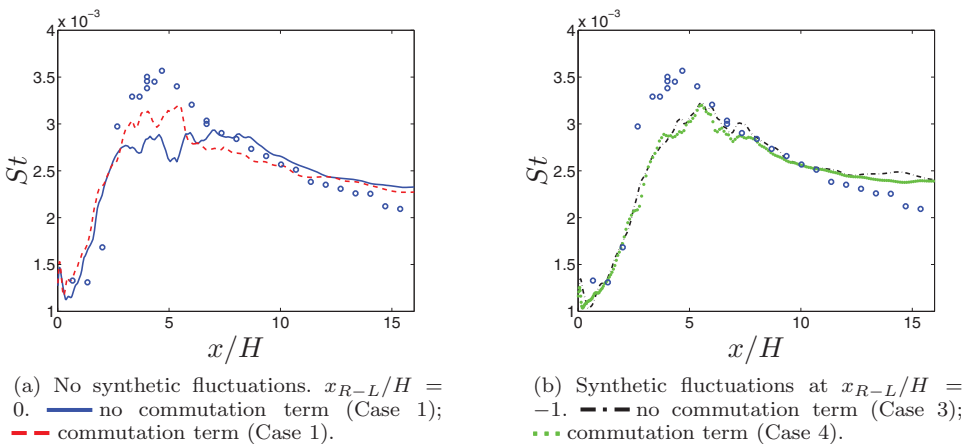 × 10⁻³
4
3.5
3
2.5
2
1.5
1
St
0 5 10 15
x/H
× 10⁻³
4
3.5
3
2.5
2
1.5
1
St
0 5 10 15
x/H
(a) No synthetic fluctuations. x_{R−L}/H =
0. no commutation term (Case 1);
commutation term (Case 1).
(b) Synthetic fluctuations at x_{R−L}/H =
−1. no commutation term (Case 3);
commutation term (Case 4).